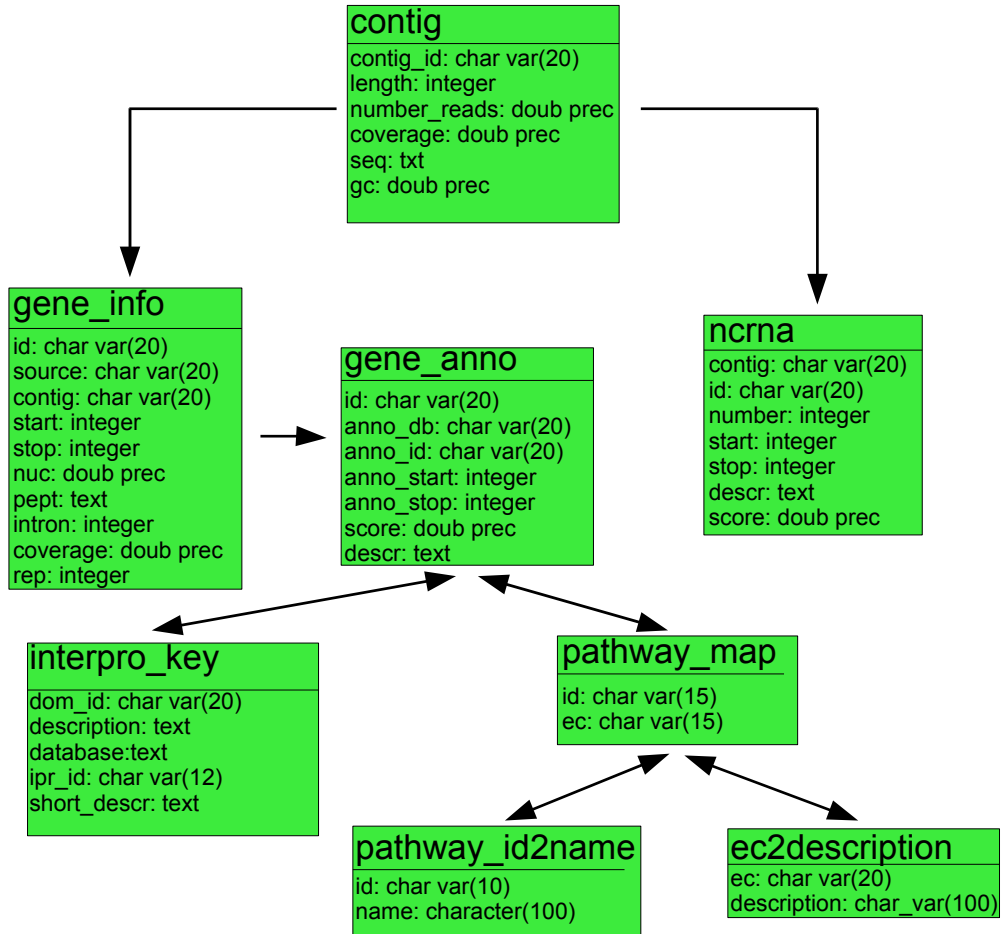 contig
contig_id: char var(20)
length: integer
number_reads: doub prec
coverage: doub prec
seq: txt
gc: doub prec
gene_info
id: char var(20)
source: char var(20)
contig: char var(20)
start: integer
stop: integer
nuc: doub prec
pept: text
intron: integer
coverage: doub prec
rep: integer
gene_anno
id: char var(20)
anno_db: char var(20)
anno_id: char var(20)
anno_start: integer
anno_stop: integer
score: doub prec
descr: text
ncrna
contig: char var(20)
id: char var(20)
number: integer
start: integer
stop: integer
descr: text
score: doub prec
interpro_key
dom_id: char var(20)
description: text
database:text
ipr_id: char var(12)
short_descr: text
pathway_map
id: char var(15)
ec: char var(15)
pathway_id2name
id: char var(10)
name: character(100)
ec2description
ec: char var(20)
description: char_var(100)